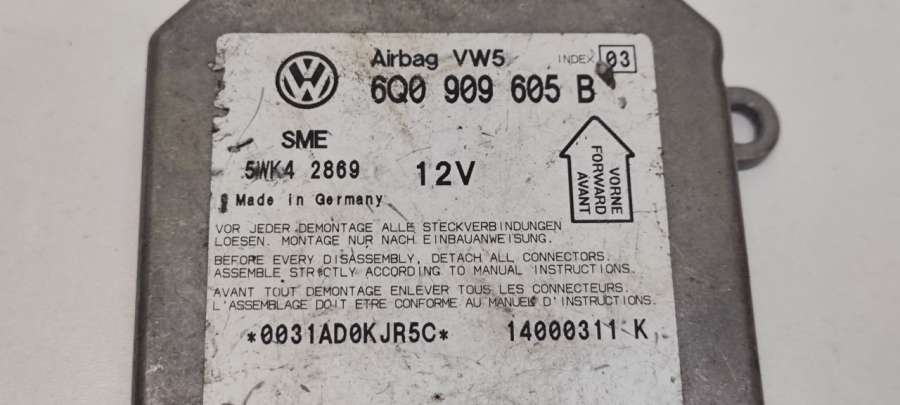 Airbag VW5 INDEX 03
6Q0 909 605 B
SME
5WK4 2869 12V
Made in Germany
VORNE
FORWARD
AVANT
VOR JEDER DEMONTAGE ALLE STECKVERBINDUNGEN
LOESEN. MONTAGE NUR NACH EINBAUANWEISUNG.
BEFORE EVERY DISASSEMBLY, DETACH ALL CONNECTORS.
ASSEMBLE STRICTLY ACCORDING TO MANUAL INSTRUCTIONS.
AVANT TOUT DEMONTAGE ENLEVER TOUS LES CONNECTEURS.
L'ASSEMBLAGE DOIT ETRE CONFORME AU MANUEL D'INSTRUCTIONS.
*0031AD0KJR5C* 14000311 K